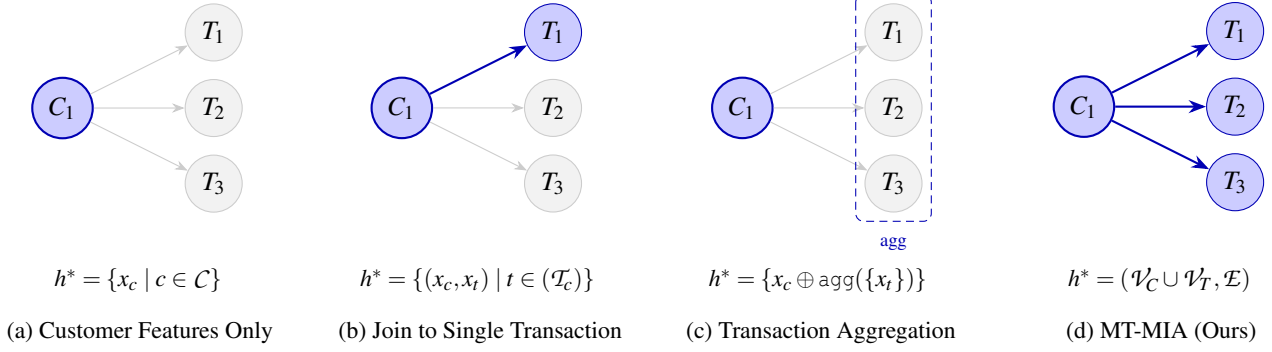 C₁ T₁ T₂ T₃
C₁ T₁ T₂ T₃
C₁ T₁ T₂ T₃
agg
C₁ T₁ T₂ T₃
h* = {x_c | c ∈ 𝒞}
h* = {(x_c, x_t) | t ∈ (𝒯_c)}
h* = {x_c ⊕ agg({x_t})}
h* = (𝒱_C ∪ 𝒱_T, ℰ)
(a) Customer Features Only
(b) Join to Single Transaction
(c) Transaction Aggregation
(d) MT-MIA (Ours)